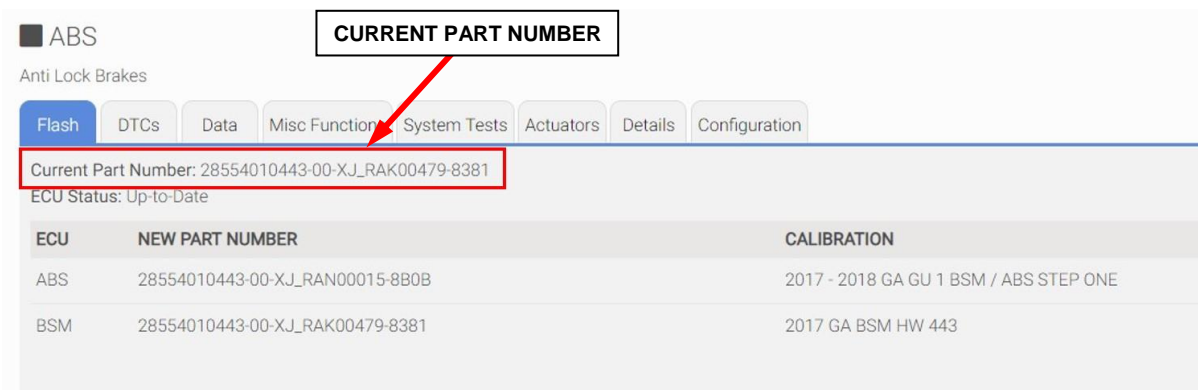 ABS
CURRENT PART NUMBER
Anti Lock Brakes
Flash DTCs Data Misc Function System Tests Actuators Details Configuration
Current Part Number: 28554010443-00-XJ_RAK00479-8381
ECU Status: Up-to-Date
ECU NEW PART NUMBER CALIBRATION
ABS 28554010443-00-XJ_RAN00015-8B0B 2017 - 2018 GA GU 1 BSM / ABS STEP ONE
BSM 28554010443-00-XJ_RAK00479-8381 2017 GA BSM HW 443